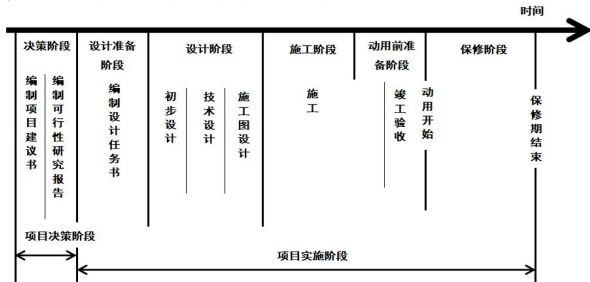 时间
决策阶段
设计准备
阶段
设计阶段
施工阶段
动用前准
备阶段
保修阶段
编制项目建议书
编制可行性研究报告
编制设计任务书
初步设计
技术设计
施工图设计
施工
竣工验收
动用开始
保修期结束
项目决策阶段
项目实施阶段